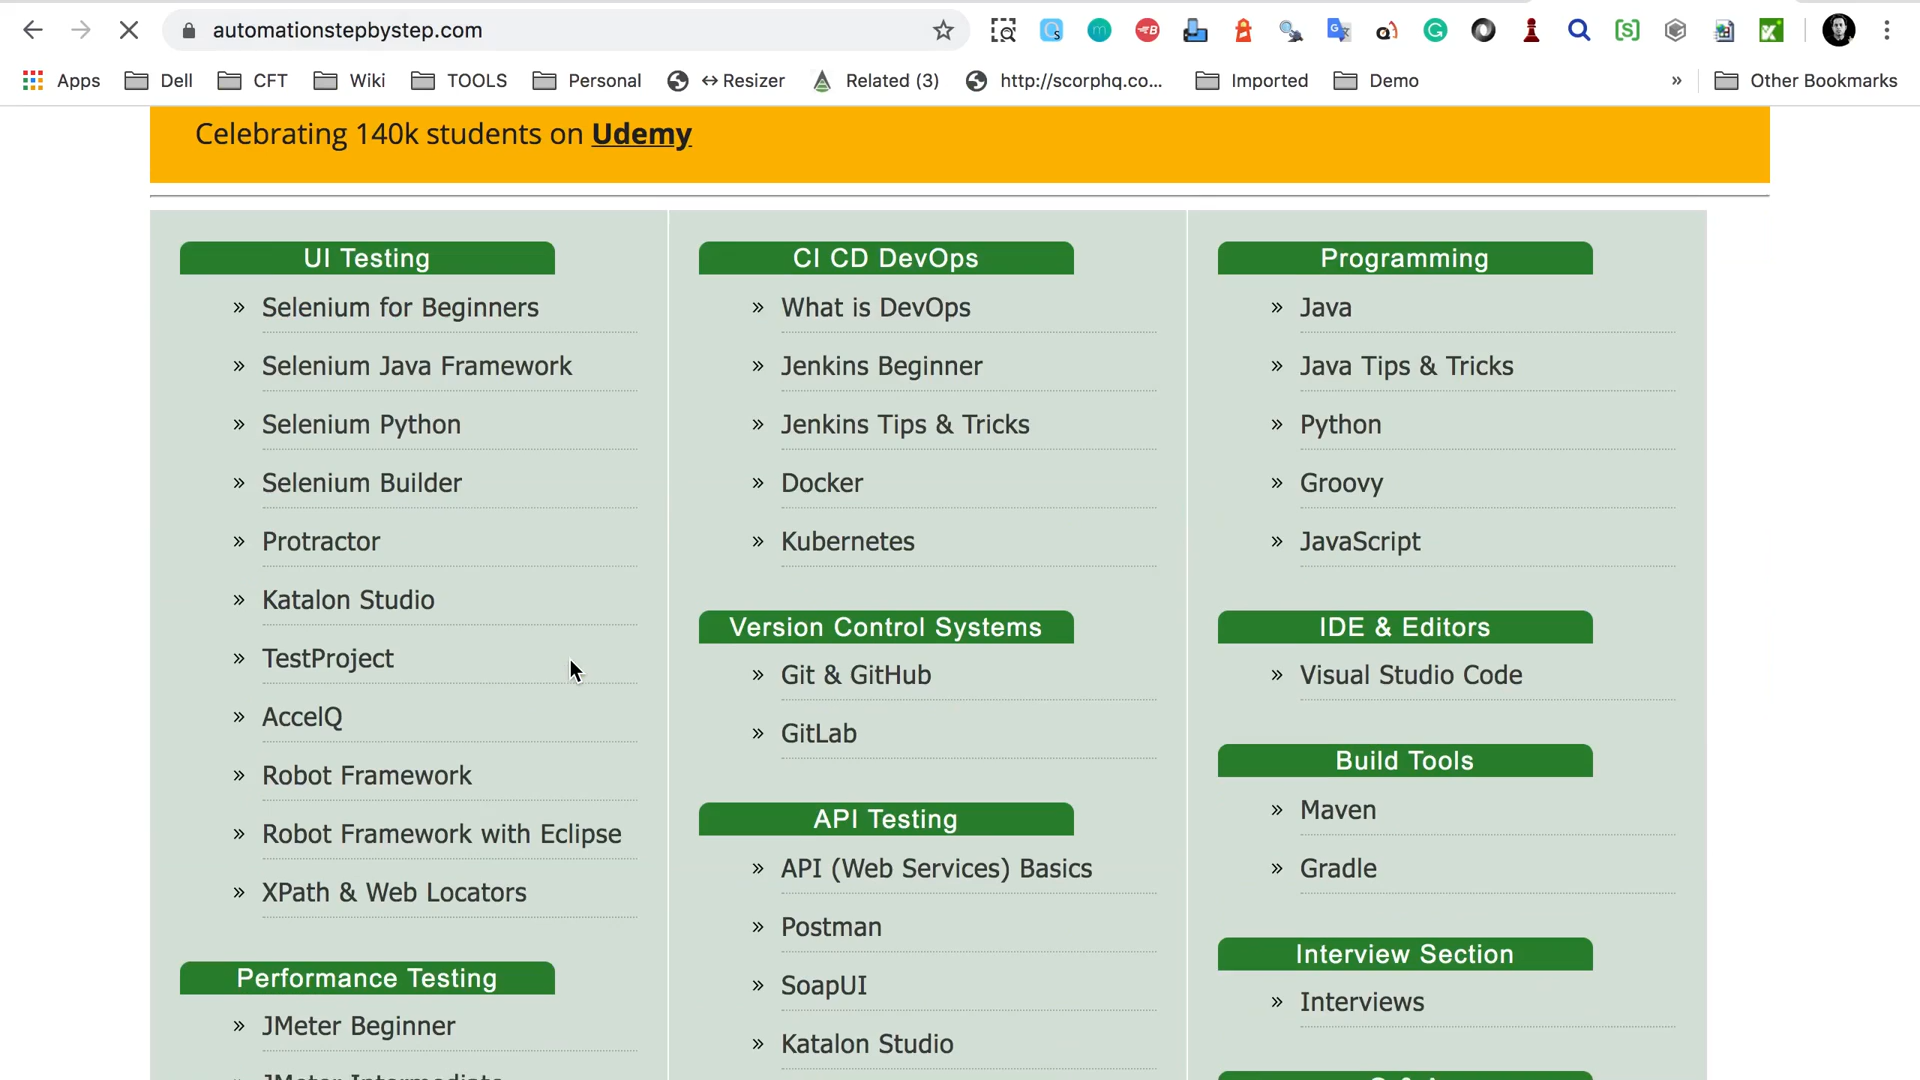 automationstepbystep.com
Apps Dell CFT Wiki TOOLS Personal ↔ Resizer Related (3) http://scorphq.co... Imported Demo » Other Bookmarks
Celebrating 140k students on Udemy
UI Testing
» Selenium for Beginners
» Selenium Java Framework
» Selenium Python
» Selenium Builder
» Protractor
» Katalon Studio
» TestProject
» AccelQ
» Robot Framework
» Robot Framework with Eclipse
» XPath & Web Locators
Performance Testing
» JMeter Beginner
CI CD DevOps
» What is DevOps
» Jenkins Beginner
» Jenkins Tips & Tricks
» Docker
» Kubernetes
Version Control Systems
» Git & GitHub
» GitLab
API Testing
» API (Web Services) Basics
» Postman
» SoapUI
» Katalon Studio
Programming
» Java
» Java Tips & Tricks
» Python
» Groovy
» JavaScript
IDE & Editors
» Visual Studio Code
Build Tools
» Maven
» Gradle
Interview Section
» Interviews